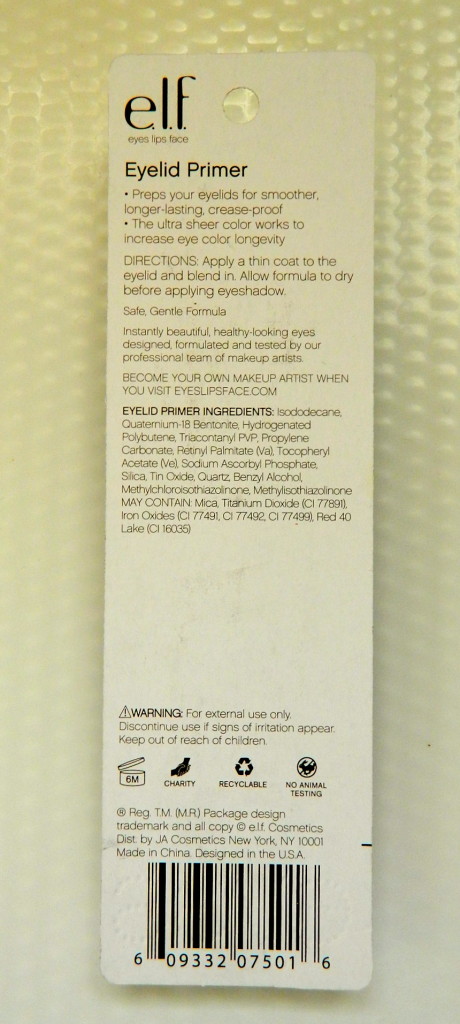 e.l.f
eyes lips face
Eyelid Primer
• Preps your eyelids for smoother,
longer-lasting, crease-proof
• The ultra sheer color works to
increase eye color longevity
DIRECTIONS: Apply a thin coat to the
eyelid and blend in. Allow formula to dry
before applying eyeshadow.
Safe, Gentle Formula
Instantly beautiful, healthy-looking eyes
designed, formulated and tested by our
professional team of makeup artists.
BECOME YOUR OWN MAKEUP ARTIST WHEN
YOU VISIT EYESLIPSFACE.COM
EYELID PRIMER INGREDIENTS: Isododecane,
Quaternium-18 Bentonite, Hydrogenated
Polybutene, Triacontanyl PVP, Propylene
Carbonate, Retinyl Palmitate (Va), Tocopheryl
Acetate (Ve), Sodium Ascorbyl Phosphate,
Silica, Tin Oxide, Quartz, Benzyl Alcohol,
Methylchloroisothiazolinone, Methylisothiazolinone
MAY CONTAIN: Mica, Titanium Dioxide (CI 77891),
Iron Oxides (CI 77491, CI 77492, CI 77499), Red 40
Lake (CI 16035)
⚠WARNING: For external use only.
Discontinue use if signs of irritation appear.
Keep out of reach of children.
6M CHARITY RECYCLABLE NO ANIMAL
TESTING
® Reg. T.M. (M.R.) Package design
trademark and all copy © e.l.f. Cosmetics
Dist. by JA Cosmetics New York, NY 10001
Made in China. Designed in the U.S.A.
6 09332 07501 6